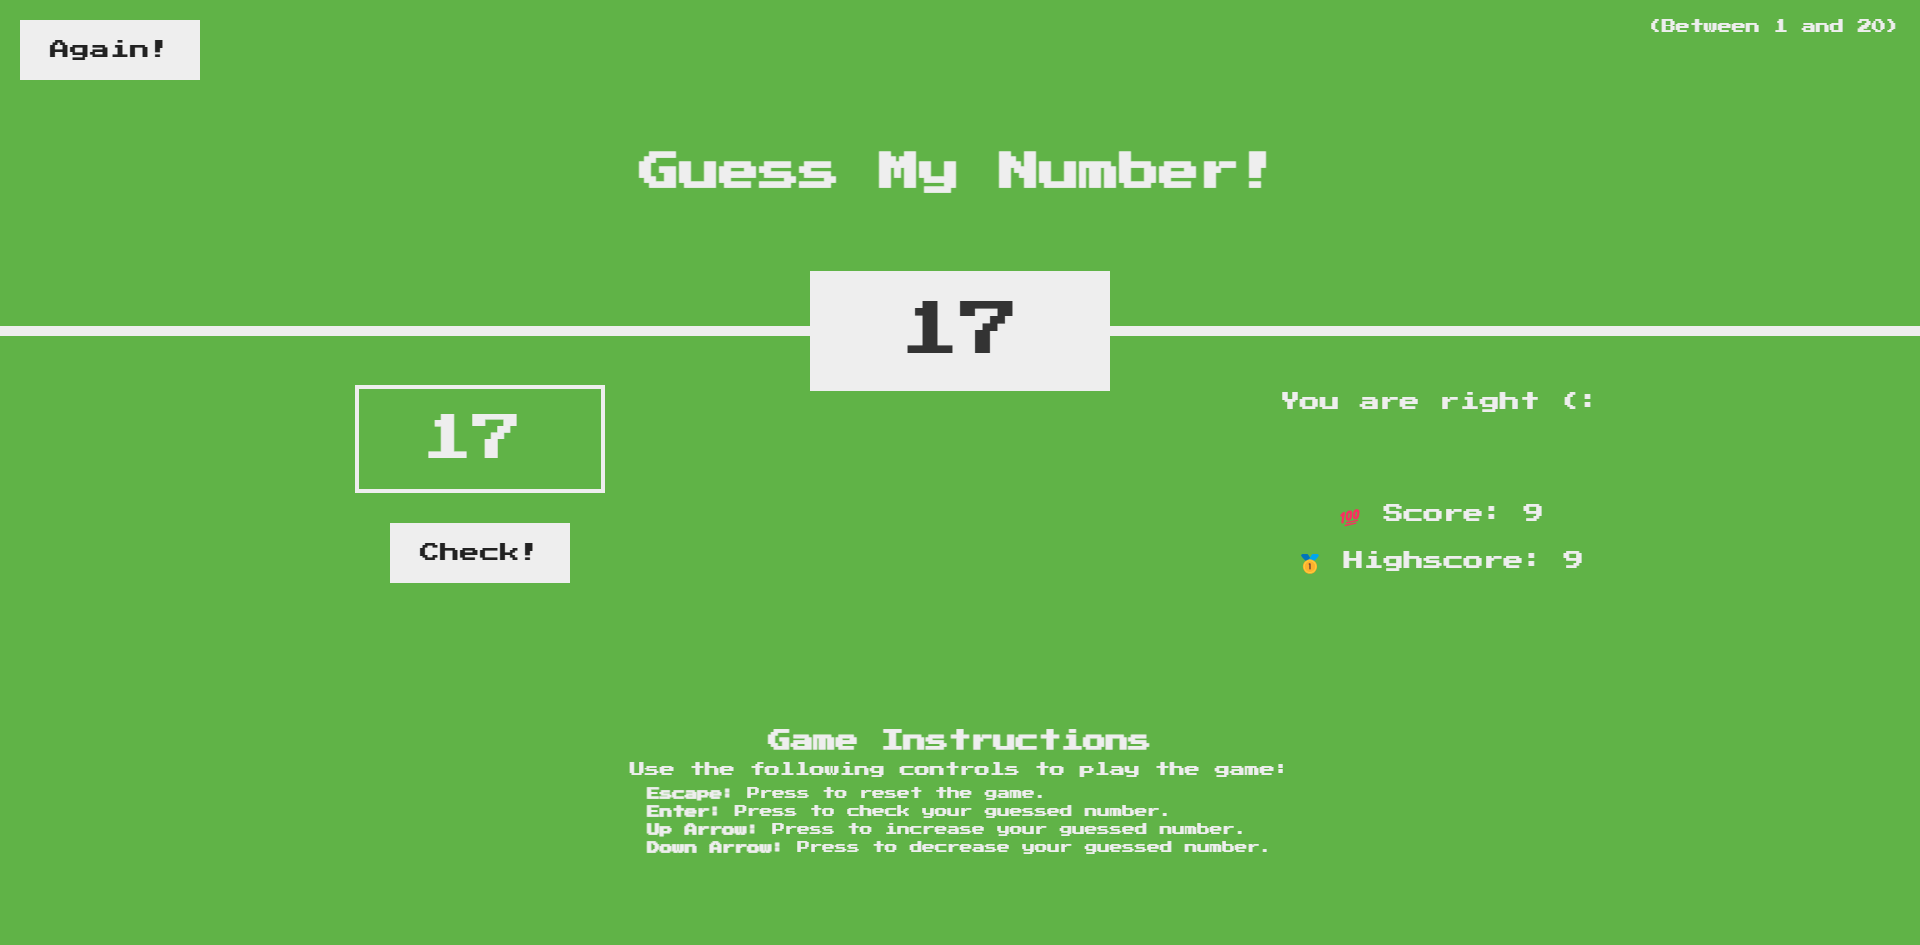 Again!
(Between 1 and 20)
Guess My Number!
17
17
Check!
You are right (:
💯 Score: 9
🥇 Highscore: 9
Game Instructions
Use the following controls to play the game:
Escape: Press to reset the game.
Enter: Press to check your guessed number.
Up Arrow: Press to increase your guessed number.
Down Arrow: Press to decrease your guessed number.